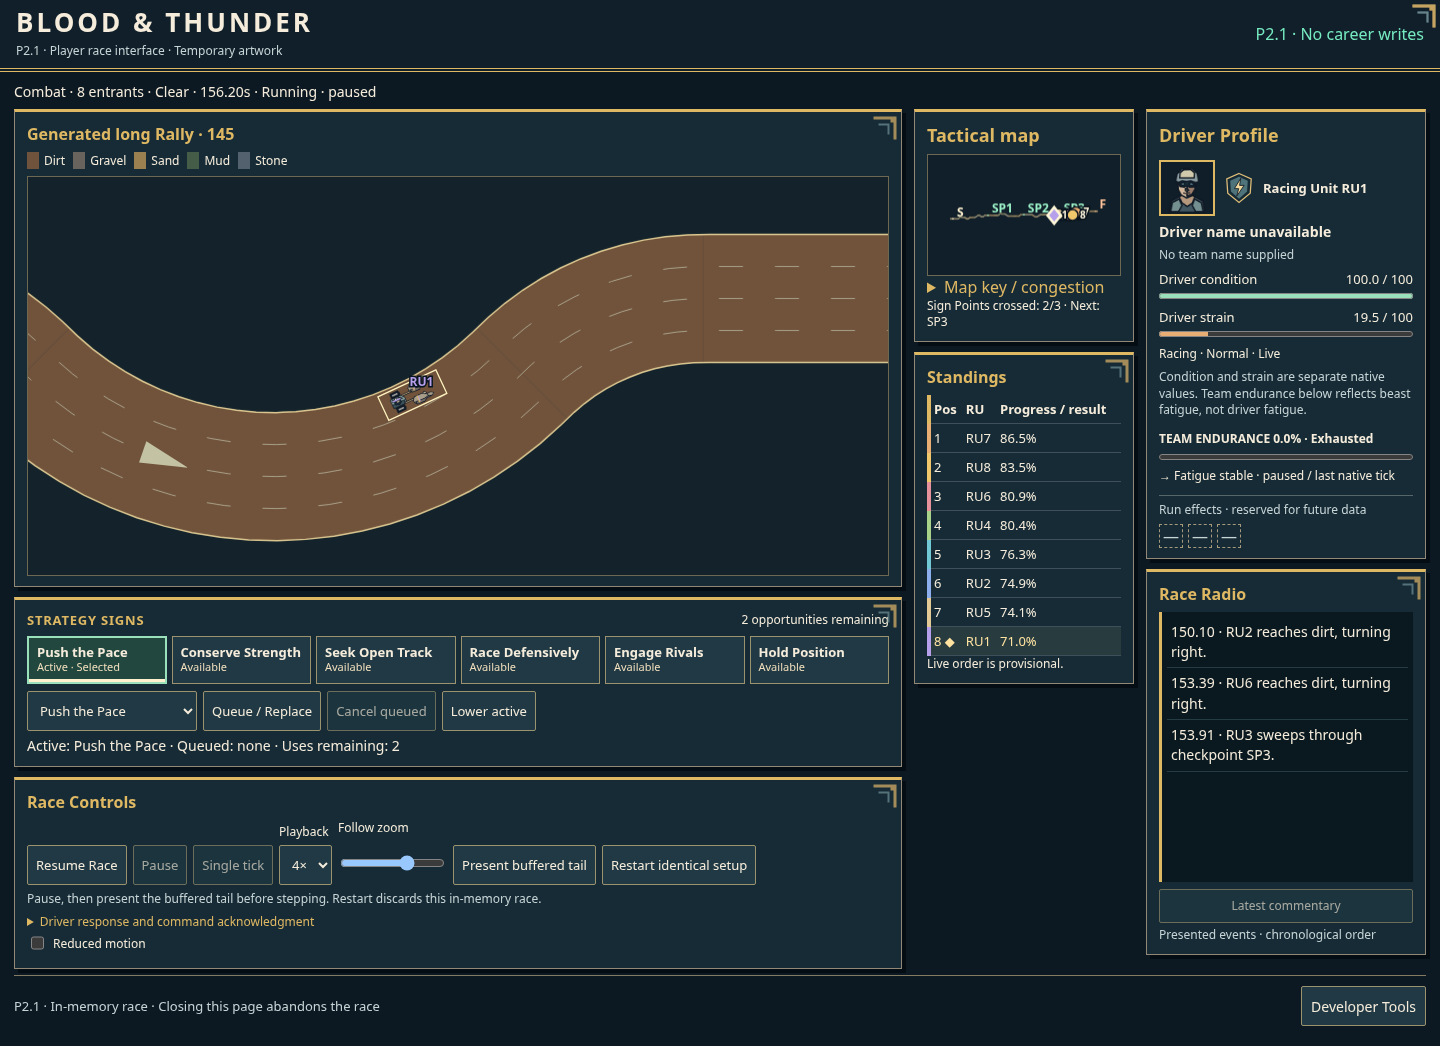 BLOOD & THUNDER
P2.1 · Player race interface · Temporary artwork
P2.1 · No career writes
Combat · 8 entrants · Clear · 156.20s · Running · paused
Generated long Rally · 145
Dirt Gravel Sand Mud Stone
RU1
STRATEGY SIGNS
2 opportunities remaining
Push the Pace
Active · Selected
Conserve Strength
Available
Seek Open Track
Available
Race Defensively
Available
Engage Rivals
Available
Hold Position
Available
Push the Pace
Queue / Replace
Cancel queued
Lower active
Active: Push the Pace · Queued: none · Uses remaining: 2
Race Controls
Playback
Follow zoom
Resume Race
Pause
Single tick
4×
Present buffered tail
Restart identical setup
Pause, then present the buffered tail before stepping. Restart discards this in-memory race.
Driver response and command acknowledgment
Reduced motion
Tactical map
S SP1 SP2 F
1 8
Map key / congestion
Sign Points crossed: 2/3 · Next:
SP3
Standings
Pos RU Progress / result
1 RU7 86.5%
2 RU8 83.5%
3 RU6 80.9%
4 RU4 80.4%
5 RU3 76.3%
6 RU2 74.9%
7 RU5 74.1%
8 ◆ RU1 71.0%
Live order is provisional.
Driver Profile
Racing Unit RU1
Driver name unavailable
No team name supplied
Driver condition 100.0 / 100
Driver strain 19.5 / 100
Racing · Normal · Live
Condition and strain are separate native
values. Team endurance below reflects beast
fatigue, not driver fatigue.
TEAM ENDURANCE 0.0% · Exhausted
→ Fatigue stable · paused / last native tick
Run effects · reserved for future data
— — —
Race Radio
150.10 · RU2 reaches dirt, turning
right.
153.39 · RU6 reaches dirt, turning
right.
153.91 · RU3 sweeps through
checkpoint SP3.
Latest commentary
Presented events · chronological order
P2.1 · In-memory race · Closing this page abandons the race
Developer Tools